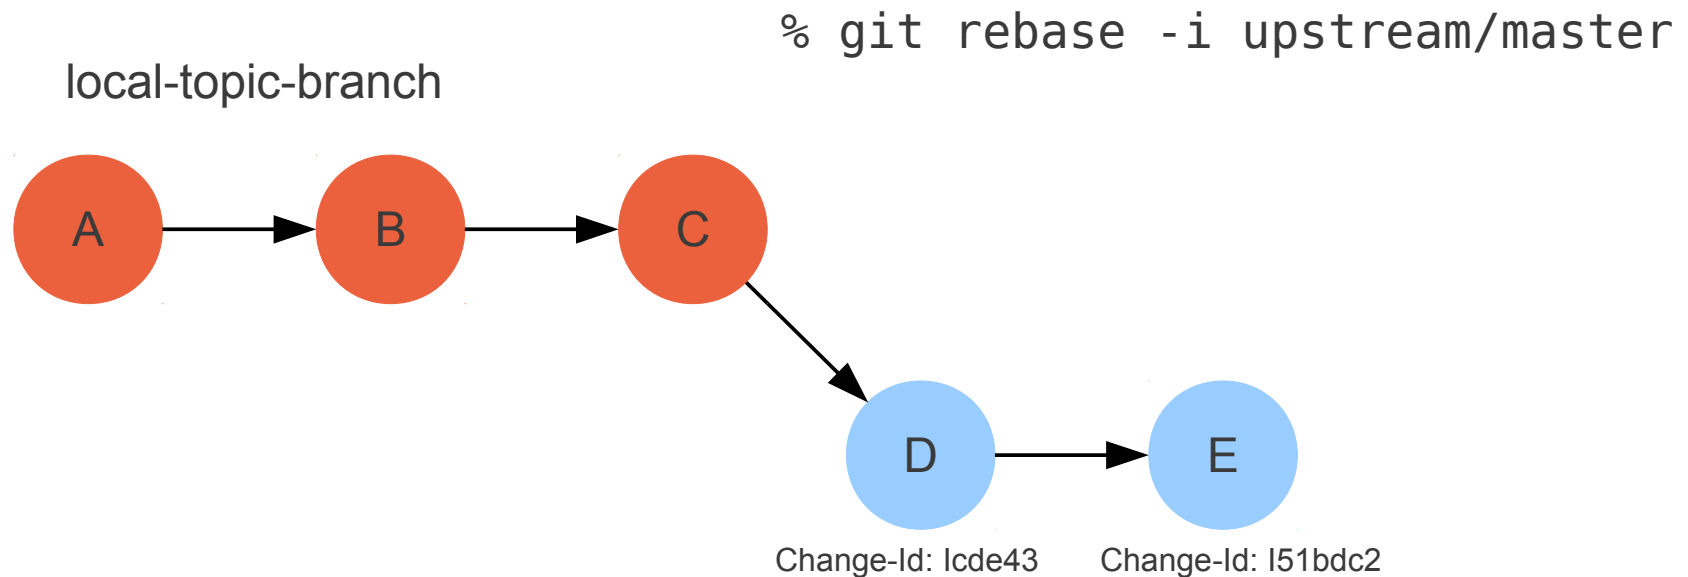 % git rebase -i upstream/master
local-topic-branch
A
B
C
D
E
Change-Id: Icde43
Change-Id: I51bdc2